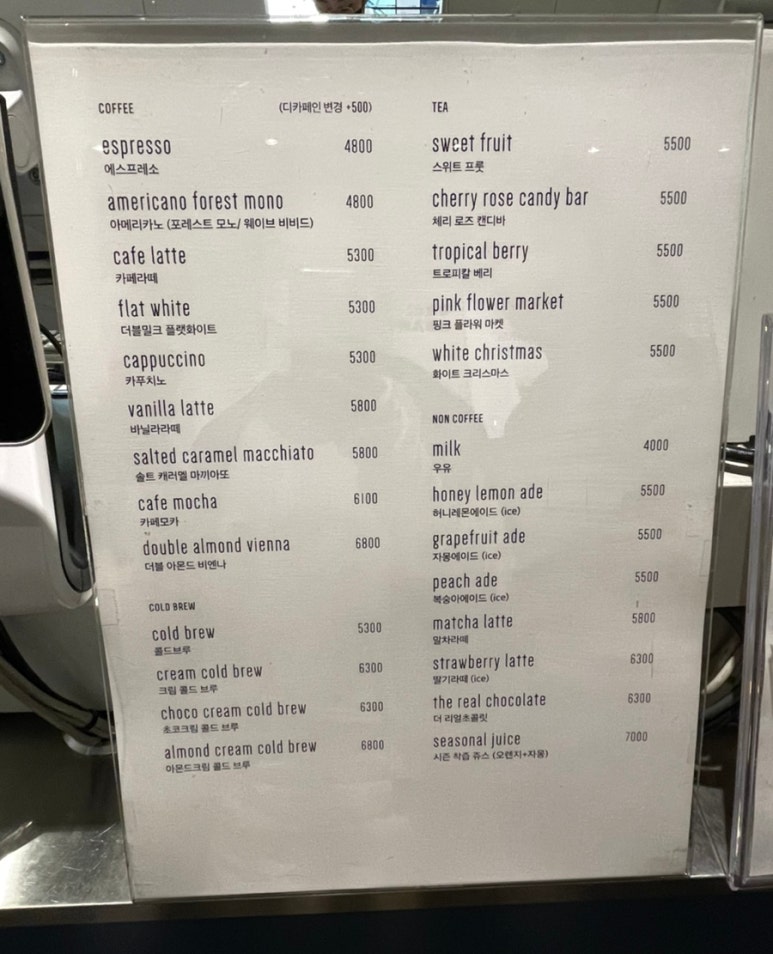 COFFEE (디카페인 변경 +500)
espresso 4800
에스프레소
americano forest mono 4800
아메리카노 (포레스트 모노/ 웨이브 비비드)
cafe latte 5300
카페라떼
flat white 5300
더블밀크 플랫화이트
cappuccino 5300
카푸치노
vanilla latte 5800
바닐라라떼
salted caramel macchiato 5800
솔트 캐러멜 마끼아또
cafe mocha 6100
카페모카
double almond vienna 6800
더블 아몬드 비엔나
COLD BREW
cold brew 5300
콜드브루
cream cold brew 6300
크림 콜드 브루
choco cream cold brew 6300
초코크림 콜드 브루
almond cream cold brew 6800
아몬드크림 콜드 브루
TEA
sweet fruit 5500
스위트 프룻
cherry rose candy bar 5500
체리 로즈 캔디바
tropical berry 5500
트로피칼 베리
pink flower market 5500
핑크 플라워 마켓
white christmas 5500
화이트 크리스마스
NON COFFEE
milk 4000
우유
honey lemon ade 5500
허니레몬에이드 (ice)
grapefruit ade 5500
자몽에이드 (ice)
peach ade 5500
복숭아에이드 (ice)
matcha latte 5800
말차라떼
strawberry latte 6300
딸기라떼 (ice)
the real chocolate 6300
더 리얼초콜릿
seasonal juice 7000
시즌 착즙 쥬스 (오렌지+자몽)